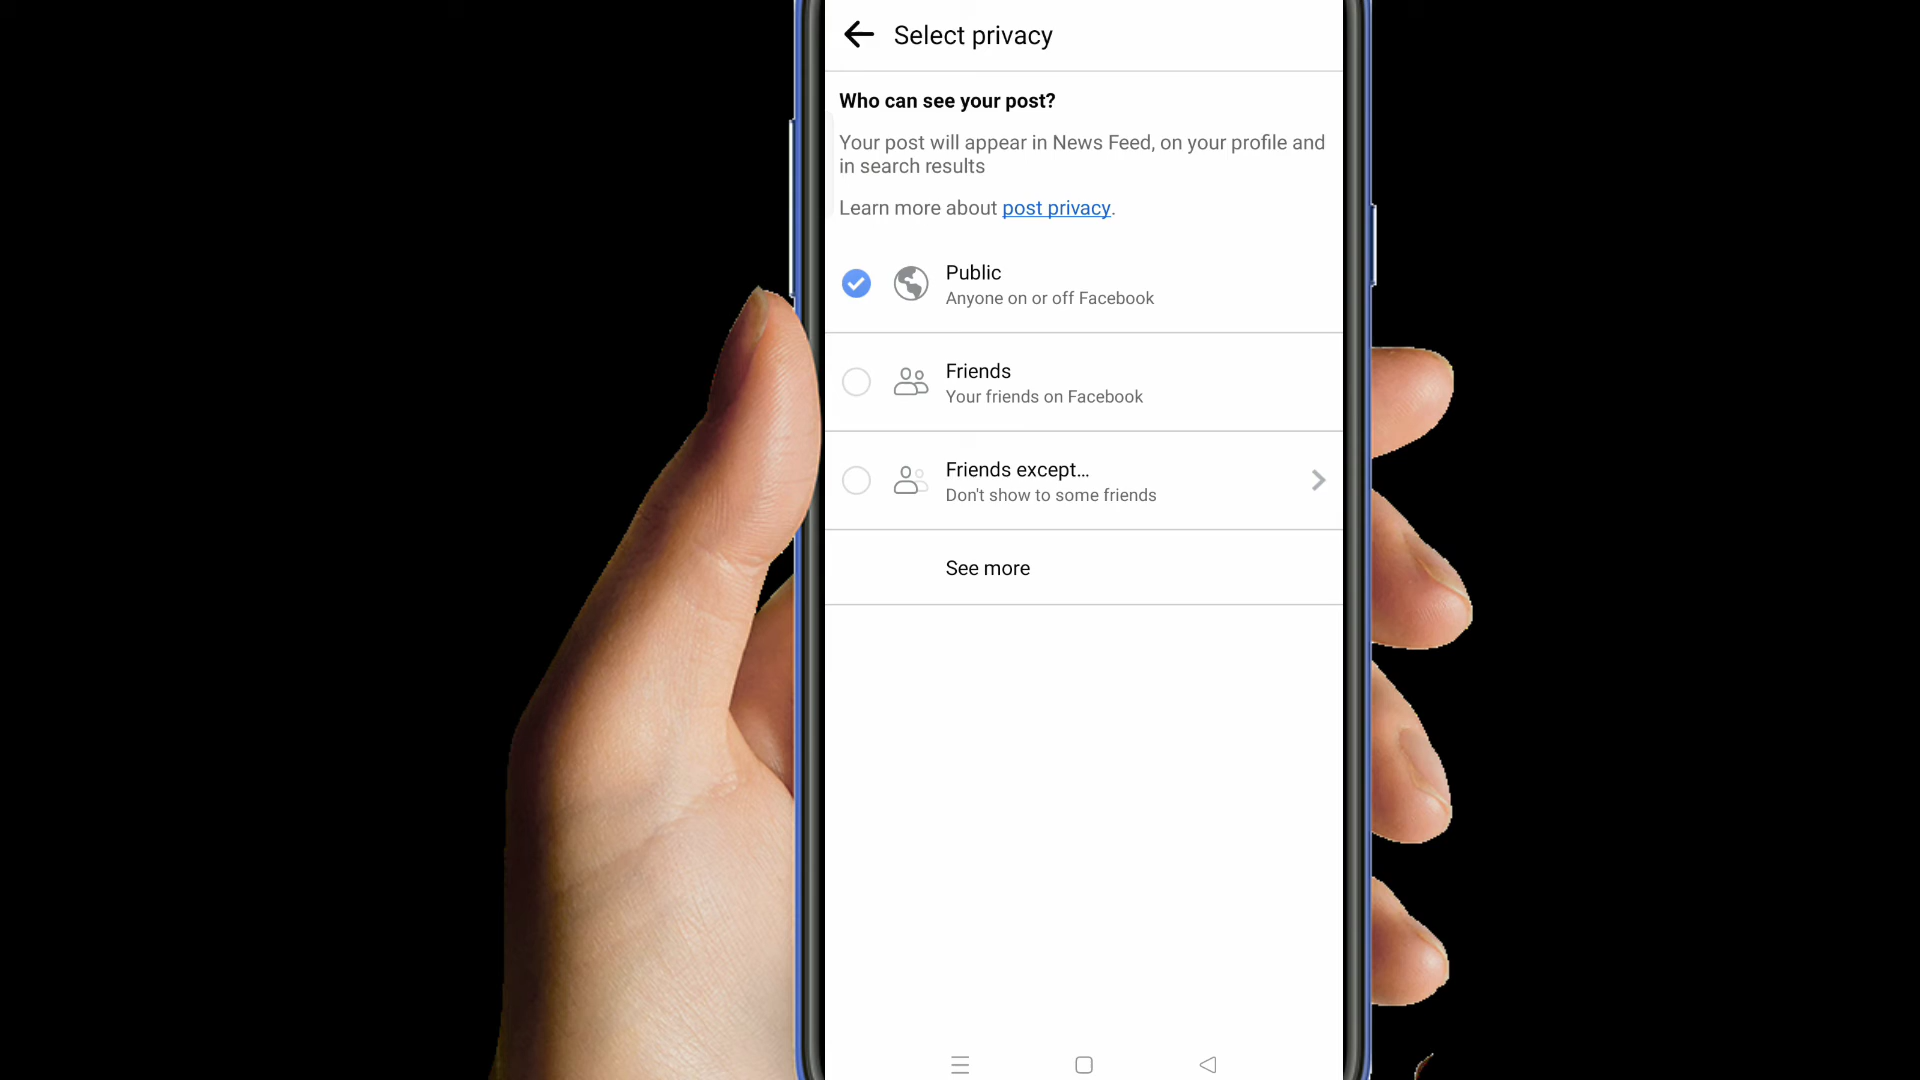 Select privacy
Who can see your post?
Your post will appear in News Feed, on your profile and
in search results
Learn more about post privacy.
Public
Anyone on or off Facebook
Friends
Your friends on Facebook
Friends except...
Don't show to some friends
See more